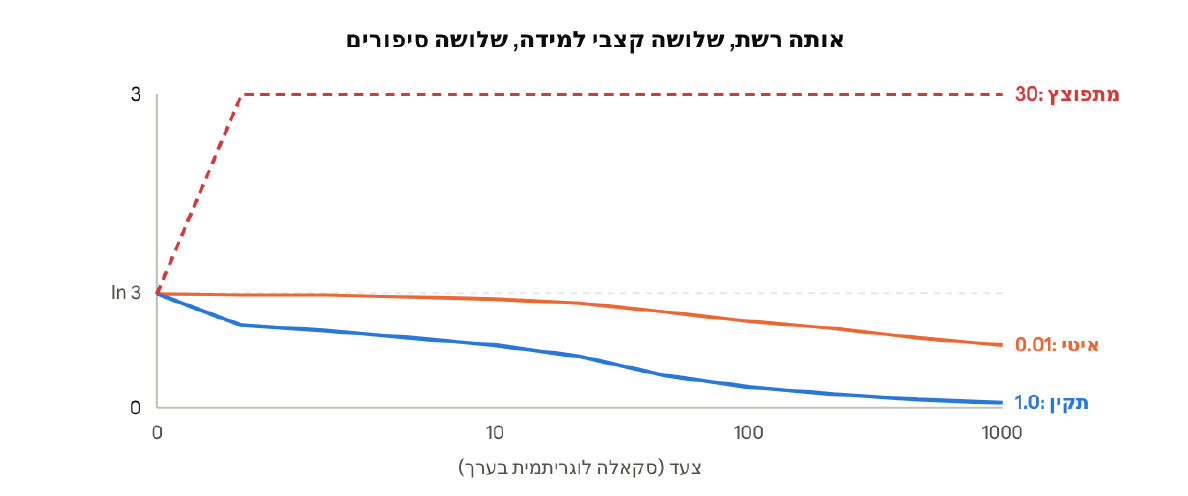 אותה רשת, שלושה קצבי למידה, שלושה סיפורים
3
30: מתפוצץ
ln 3
0.01: איטי
0
1.0: תקין
0
10
100
1000
צעד (סקאלה לוגריתמית בערך)